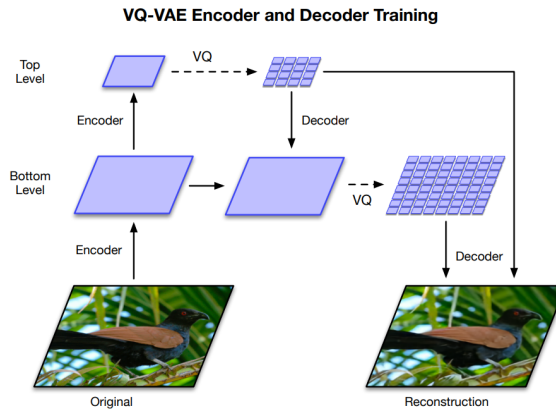 VQ-VAE Encoder and Decoder Training
Top
Level
VQ
Encoder
Decoder
Bottom
Level
VQ
Encoder
Decoder
Original
Reconstruction